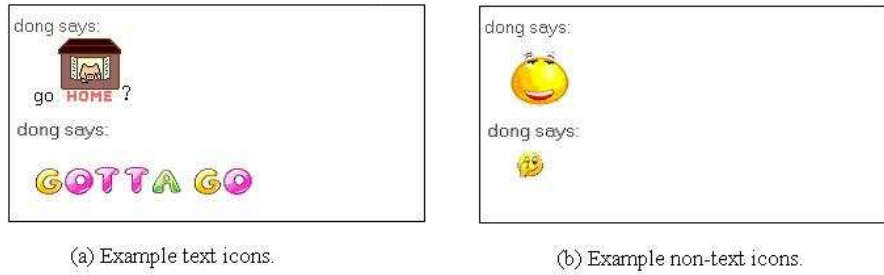 dong says:
go HOME ?
dong says:
GOTTA GO
(a) Example text icons.
dong says:
dong says:
(b) Example non-text icons.